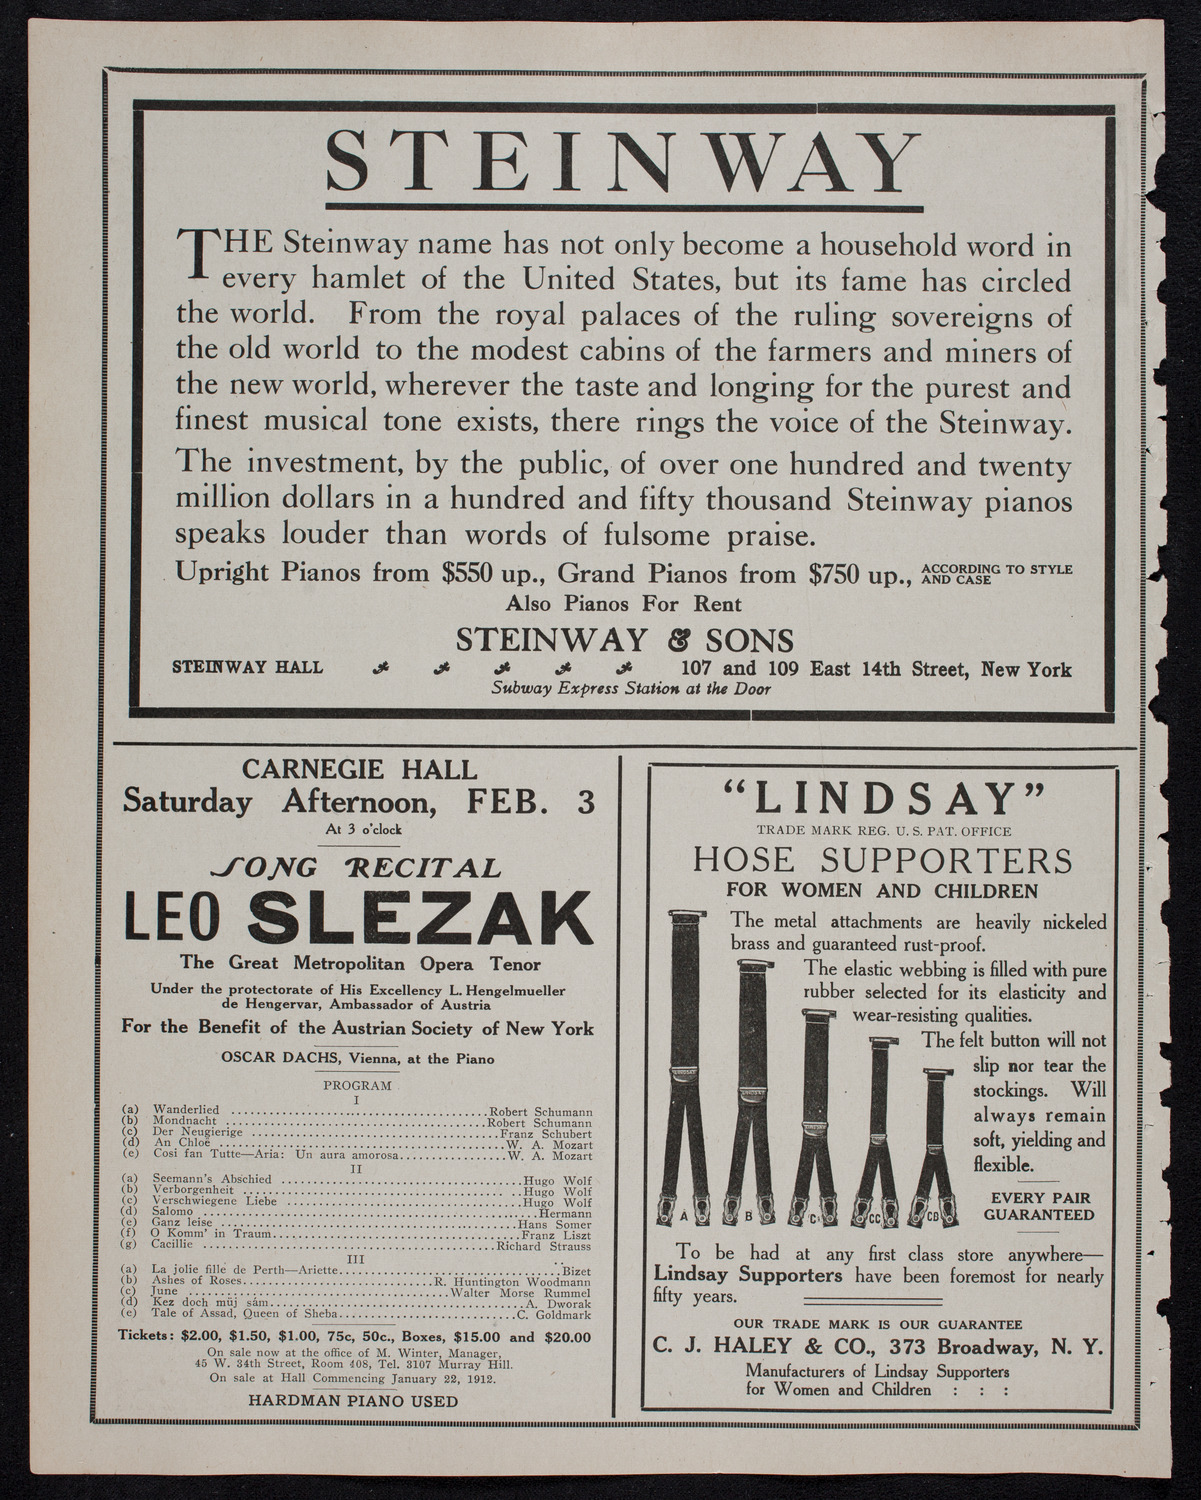 STEINWAY
THE Steinway name has not only become a household word in
every hamlet of the United States, but its fame has circled
the world. From the royal palaces of the ruling sovereigns of
the old world to the modest cabins of the farmers and miners of
the new world, wherever the taste and longing for the purest and
finest musical tone exists, there rings the voice of the Steinway.
The investment, by the public, of over one hundred and twenty
million dollars in a hundred and fifty thousand Steinway pianos
speaks louder than words of fulsome praise.
Upright Pianos from $550 up., Grand Pianos from $750 up., ACCORDING TO STYLE AND CASE
Also Pianos For Rent
STEINWAY & SONS
STEINWAY HALL 107 and 109 East 14th Street, New York
Subway Express Station at the Door
CARNEGIE HALL
Saturday Afternoon, FEB. 3
At 3 o'clock
SONG RECITAL
LEO SLEZAK
The Great Metropolitan Opera Tenor
Under the protectorate of His Excellency L. Hengelmueller
de Hengervar, Ambassador of Austria
For the Benefit of the Austrian Society of New York
OSCAR DACHS, Vienna, at the Piano
PROGRAM
I
(a) Wanderlied ........ Robert Schumann
(b) Mondnacht ........ Robert Schumann
(c) Der Neugierige ........ Franz Schubert
(d) An Chloë ........ W. A. Mozart
(e) Cosi fan Tutte—Aria: Un aura amorosa ........ W. A. Mozart
II
(a) Seemann's Abschied ........ Hugo Wolf
(b) Verborgenheit ........ Hugo Wolf
(c) Verschwiegene Liebe ........ Hugo Wolf
(d) Salomo ........ Hermann
(e) Ganz leise ........ Hans Somer
(f) O Komm' in Traum ........ Franz Liszt
(g) Cacillie ........ Richard Strauss
III
(a) La jolie fille de Perth—Ariette ........ Bizet
(b) Ashes of Roses ........ R. Huntington Woodmann
(c) June ........ Walter Morse Rummel
(d) Kez doch müj sám ........ A. Dworak
(e) Tale of Assad, Queen of Sheba ........ C. Goldmark
Tickets: $2.00, $1.50, $1.00, 75c, 50c., Boxes, $15.00 and $20.00
On sale now at the office of M. Winter, Manager,
45 W. 34th Street, Room 408, Tel. 3107 Murray Hill.
On sale at Hall Commencing January 22, 1912.
HARDMAN PIANO USED
"LINDSAY"
TRADE MARK REG. U. S. PAT. OFFICE
HOSE SUPPORTERS
FOR WOMEN AND CHILDREN
The metal attachments are heavily nickeled
brass and guaranteed rust-proof.
The elastic webbing is filled with pure
rubber selected for its elasticity and
wear-resisting qualities.
The felt button will not
slip nor tear the
stockings. Will
always remain
soft, yielding and
flexible.
EVERY PAIR
GUARANTEED
LINDSAY LINDSAY LINDSAY
A B C CC CB
To be had at any first class store anywhere—
Lindsay Supporters have been foremost for nearly
fifty years.
OUR TRADE MARK IS OUR GUARANTEE
C. J. HALEY & CO., 373 Broadway, N. Y.
Manufacturers of Lindsay Supporters
for Women and Children : : :